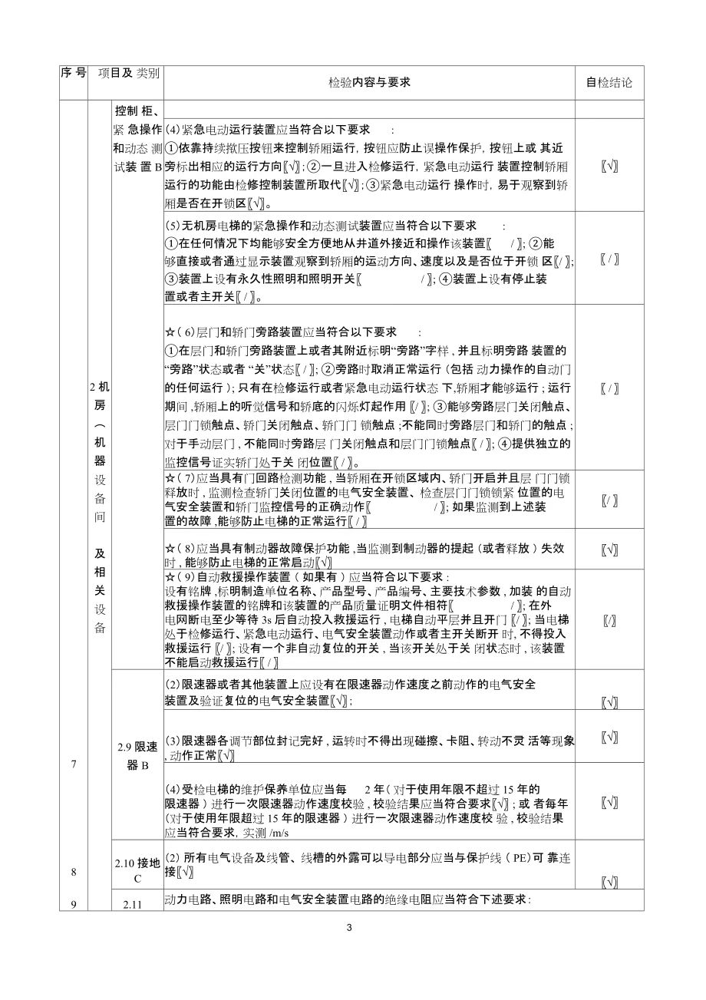 序 号
项目及 类别
检验内容与要求
自检结论
控制 柜、
紧 急操作
和动态 测
试装 置 B
(4)紧急电动运行装置应当符合以下要求 :
①依靠持续揿压按钮来控制轿厢运行, 按钮应防止误操作保护, 按钮上或 其近
旁标出相应的运行方向〖√〗; ②一旦进入检修运行, 紧急电动运行 装置控制轿厢
运行的功能由检修控制装置所取代〖√〗; ③紧急电动运行 操作时, 易于观察到轿
厢是否在开锁区〖√〗。
〖√〗
(5)无机房电梯的紧急操作和动态测试装置应当符合以下要求 :
①在任何情况下均能够安全方便地从井道外接近和操作该装置〖 / 〗; ②能
够直接或者通过显示装置观察到轿厢的运动方向、速度以及是否位于开锁 区〖/ 〗;
③装置上设有永久性照明和照明开关〖 / 〗; ④装置上设有停止装
置或者主开关〖 / 〗。
〖 / 〗
☆( 6)层门和轿门旁路装置应当符合以下要求 :
①在层门和轿门旁路装置上或者其附近标明“旁路”字样 , 并且标明旁路 装置的
“旁路”状态或者 “关”状态〖 / 〗; ②旁路时取消正常运行 (包括 动力操作的自动门
的任何运行 ) ; 只有在检修运行或者紧急电动运行状态 下,轿厢才能够运行 ; 运行
期间 ,轿厢上的听觉信号和轿底的闪烁灯起作用 〖/ 〗; ③能够旁路层门关闭触点、
层门门锁触点、轿门关闭触点、轿门门 锁触点 ;不能同时旁路层门和轿门的触点 ;
对于手动层门 , 不能同时旁路层 门关闭触点和层门门锁触点〖 / 〗; ④提供独立的
监控信号证实轿门处于关 闭位置〖 / 〗。
〖 / 〗
☆( 7)应当具有门回路检测功能 , 当轿厢在开锁区域内、轿门开启并且层 门门锁
释放时 , 监测检查轿门关闭位置的电气安全装置、检查层门门锁锁紧 位置的电
气安全装置和轿门监控信号的正确动作〖 / 〗; 如果监测到上述装
置的故障 ,能够防止电梯的正常运行〖 / 〗
〖/ 〗
☆( 8)应当具有制动器故障保护功能 ,当监测到制动器的提起 (或者释放 ) 失效
时 , 能够防止电梯的正常启动〖√〗
〖√〗
☆( 9)自动救援操作装置 ( 如果有 ) 应当符合以下要求 :
设有铭牌 ,标明制造单位名称、产品型号、产品编号、主要技术参数 , 加装 的自动
救援操作装置的铭牌和该装置的产品质量证明文件相符〖 / 〗; 在外
电网断电至少等待 3s 后自动投入救援运行 , 电梯自动平层并且开门 〖/ 〗; 当电梯
处于检修运行、紧急电动运行、电气安全装置动作或者主开关断开 时, 不得投入
救援运行 〖/ 〗; 设有一个非自动复位的开关 , 当该开关处于关 闭状态时 , 该装置
不能启动救援运行〖 / 〗
〖/〗
2 机
房
（
机
器
设
备
间
及
相
关
设
备
7
2.9 限速
器 B
(2)限速器或者其他装置上应设有在限速器动作速度之前动作的电气安全
装置及验证复位的电气安全装置〖√〗;
〖√〗
(3)限速器各调节部位封记完好 , 运转时不得出现碰擦、卡阻、转动不灵 活等现象
, 动作正常〖√〗
〖√〗
(4)受检电梯的维护保养单位应当每 2 年( 对于使用年限不超过 15 年的
限速器 ) 进行一次限速器动作速度校验 , 校验结果应当符合要求〖√〗 ; 或 者每年
(对于使用年限超过 15 年的限速器 ) 进行一次限速器动作速度校 验 , 校验结果
应当符合要求, 实测 /m/s
〖√〗
8
2.10 接地
C
(2) 所有电气设备及线管、线槽的外露可以导电部分应当与保护线 ( PE)可 靠连
接〖√〗
〖√〗
9
2.11
动力电路、照明电路和电气安全装置电路的绝缘电阻应当符合下述要求:
3